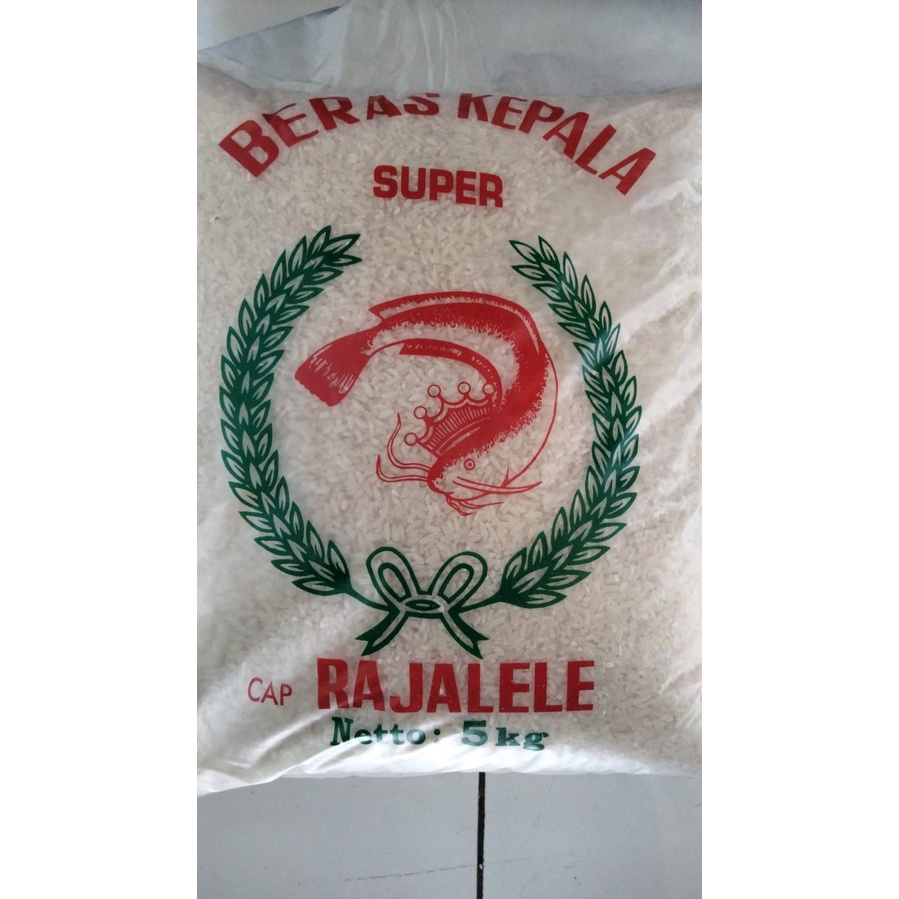 BERAS KEPALA
SUPER
CAP RAJALELE
Netto: 5 kg